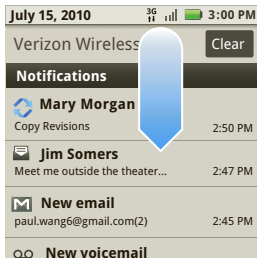 July 15, 2010 3G 3:00 PM
Verizon Wireless Clear
Notifications
Mary Morgan
Copy Revisions 2:50 PM
Jim Somers
Meet me outside the theater... 2:47 PM
New email
paul.wang6@gmail.com(2) 2:45 PM
New voicemail